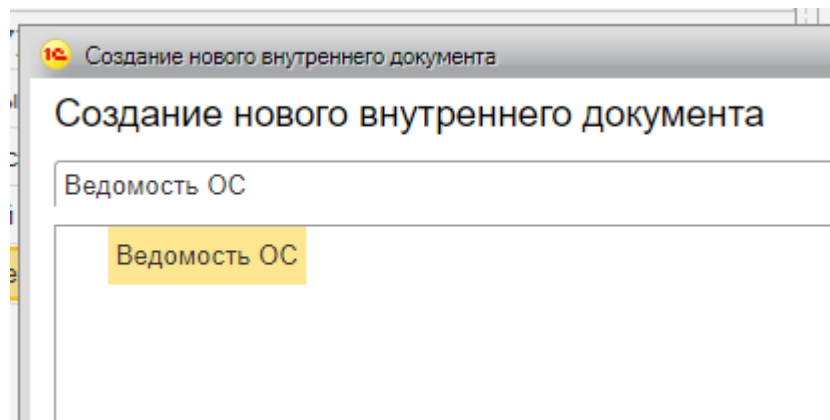 1С Создание нового внутреннего документа
Создание нового внутреннего документа
Ведомость ОС
Ведомость ОС